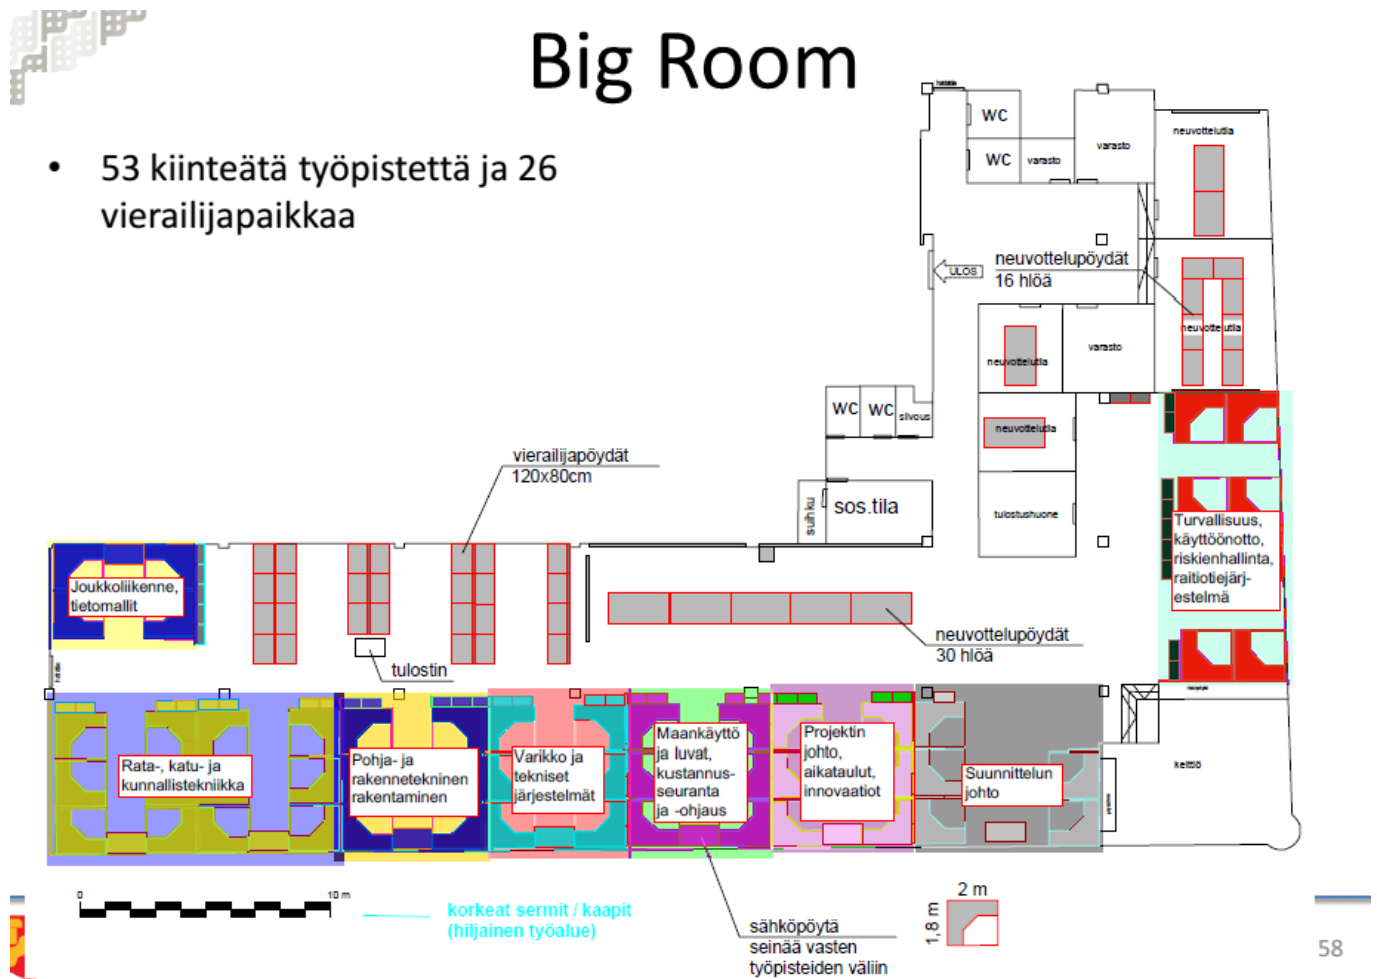 Big Room
• 53 kiinteätä työpistettä ja 26
vierailijapaikkaa
WC
WC
varasto
varasto
neuvottelutila
neuvottelupöydät
16 hlöä
ULOS
neuvottelutila
neuvottelutila
varasto
WC
WC
siivous
neuvottelutila
suihku
sos.tila
tulostushuone
vierailijapöydät
120x80cm
Turvallisuus,
käyttöönotto,
riskienhallinta,
raitiotiejärj-
estelmä
Joukkoliikenne,
tietomallit
neuvottelupöydät
30 hlöä
tulostin
Rata-, katu- ja
kunnallistekniikka
Pohja- ja
rakennetekninen
rakentaminen
Varikko ja
tekniset
järjestelmät
Maankäyttö
ja luvat,
kustannus-
seuranta
ja -ohjaus
Projektin
johto,
aikataulut,
innovaatiot
Suunnittelun
johto
keittiö
0
10 m
korkeat sermit / kaapit
(hiljainen työalue)
sähköpöytä
seinää vasten
työpisteiden väliin
2 m
1,8 m
58